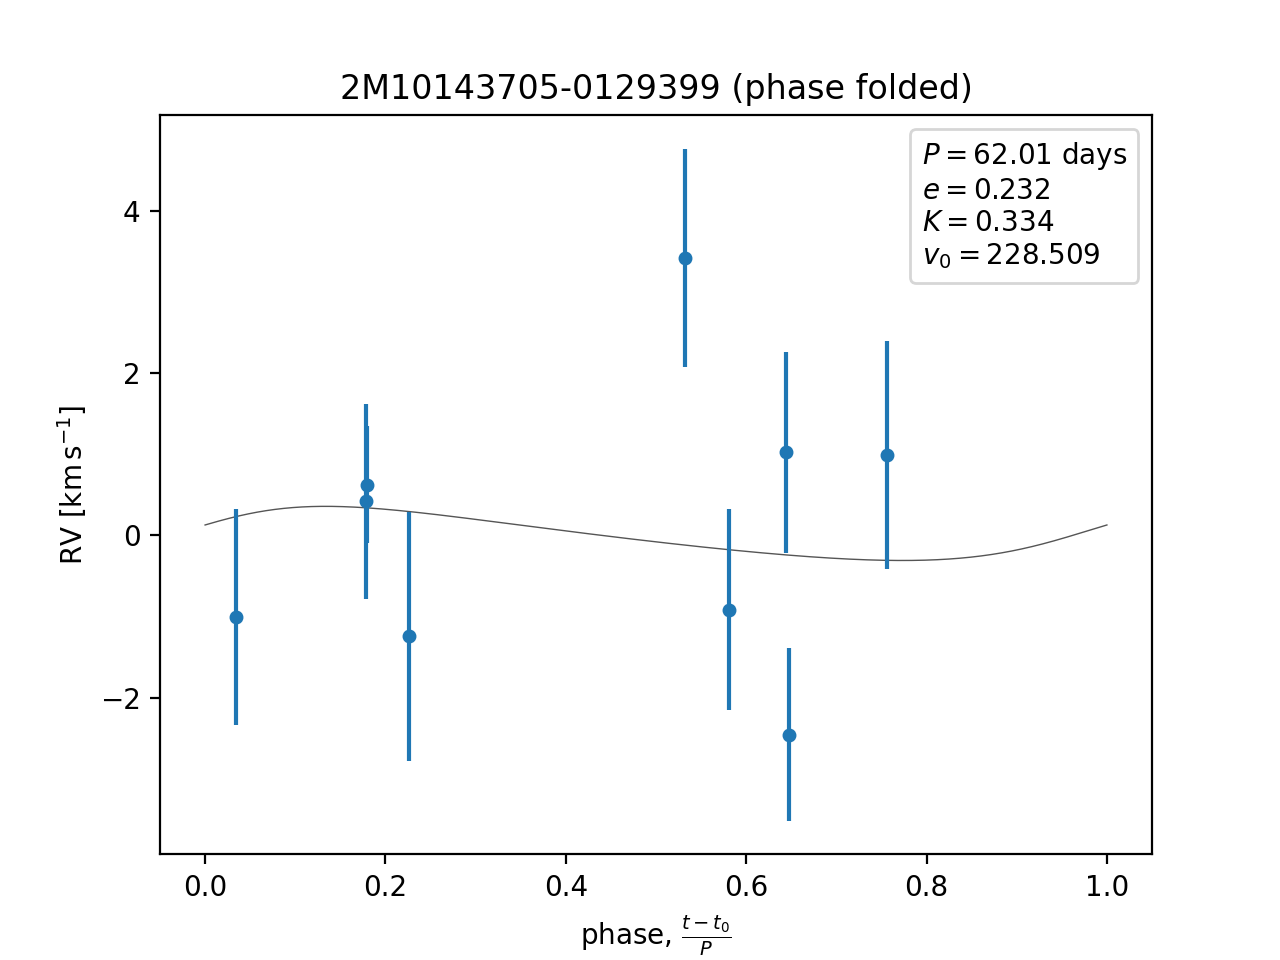 2M10143705-0129399 (phase folded)
P = 62.01 days
e = 0.232
K = 0.334
v₀ = 228.509
4
2
0
−2
RV [km s⁻¹]
0.0 0.2 0.4 0.6 0.8 1.0
phase, (t − t₀)/P